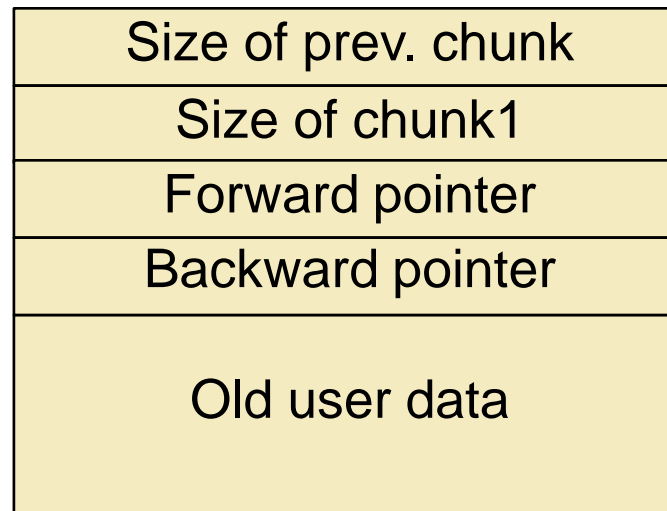 Size of prev. chunk
Size of chunk1
Forward pointer
Backward pointer
Old user data